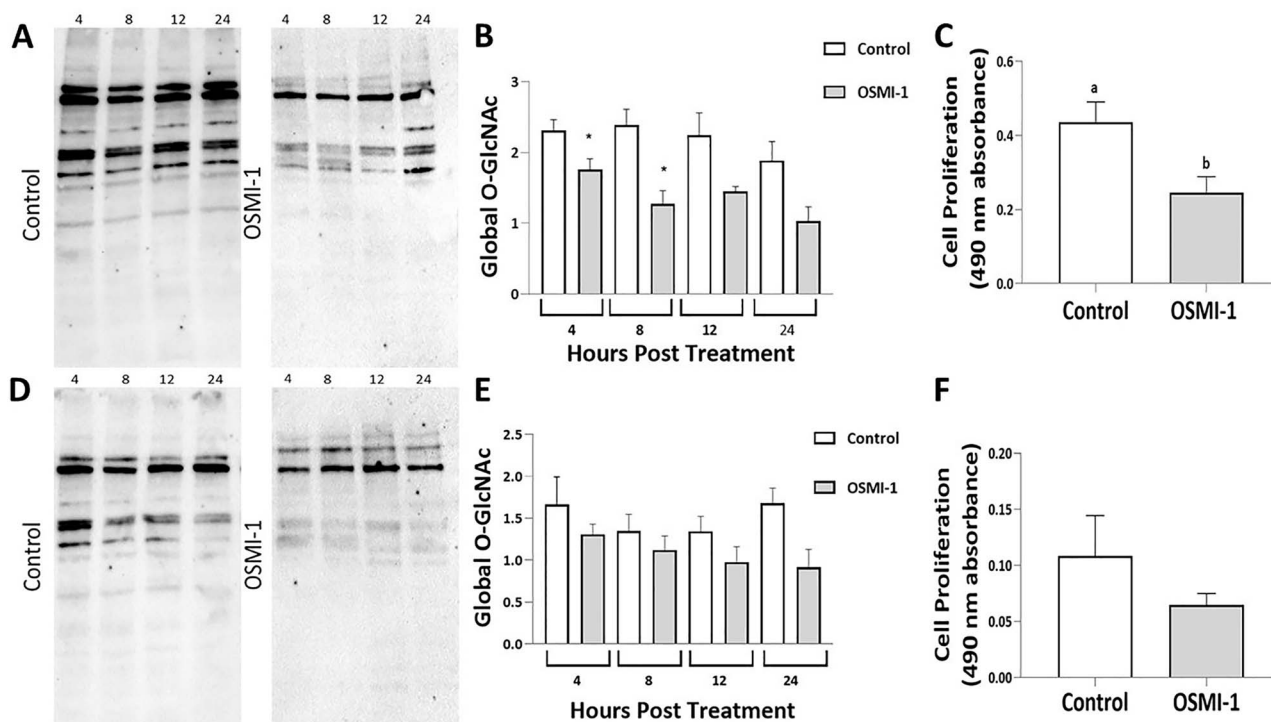 A
4 8 12 24
Control
4 8 12 24
OSMI-1
B
Control
OSMI-1
Global O-GlcNAc
3
2
1
0
*
*
4 8 12 24
Hours Post Treatment
C
Cell Proliferation
(490 nm absorbance)
0.6
0.4
0.2
0.0
a
b
Control OSMI-1
D
4 8 12 24
Control
4 8 12 24
OSMI-1
E
Control
OSMI-1
Global O-GlcNAc
2.5
2.0
1.5
1.0
0.5
0.0
4 8 12 24
Hours Post Treatment
F
Cell Proliferation
(490 nm absorbance)
0.20
0.15
0.10
0.05
0.00
Control OSMI-1